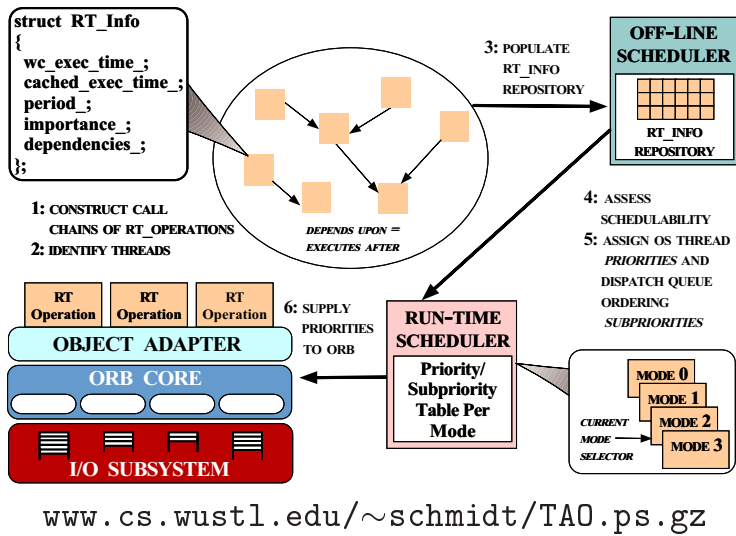 struct RT_Info
{
wc_exec_time_;
cached_exec_time_;
period_;
importance_;
dependencies_;
};
1: CONSTRUCT CALL
CHAINS OF RT_OPERATIONS
2: IDENTIFY THREADS
DEPENDS UPON =
EXECUTES AFTER
3: POPULATE
RT_INFO
REPOSITORY
OFF-LINE
SCHEDULER
RT_INFO
REPOSITORY
4: ASSESS
SCHEDULABILITY
5: ASSIGN OS THREAD
PRIORITIES AND
DISPATCH QUEUE
ORDERING
SUBPRIORITIES
RT
Operation
RT
Operation
RT
Operation
OBJECT ADAPTER
ORB CORE
I/O SUBSYSTEM
6: SUPPLY
PRIORITIES
TO ORB
RUN-TIME
SCHEDULER
Priority/
Subpriority
Table Per
Mode
MODE 0
MODE 1
MODE 2
MODE 3
CURRENT
MODE
SELECTOR
www.cs.wustl.edu/~schmidt/TAO.ps.gz